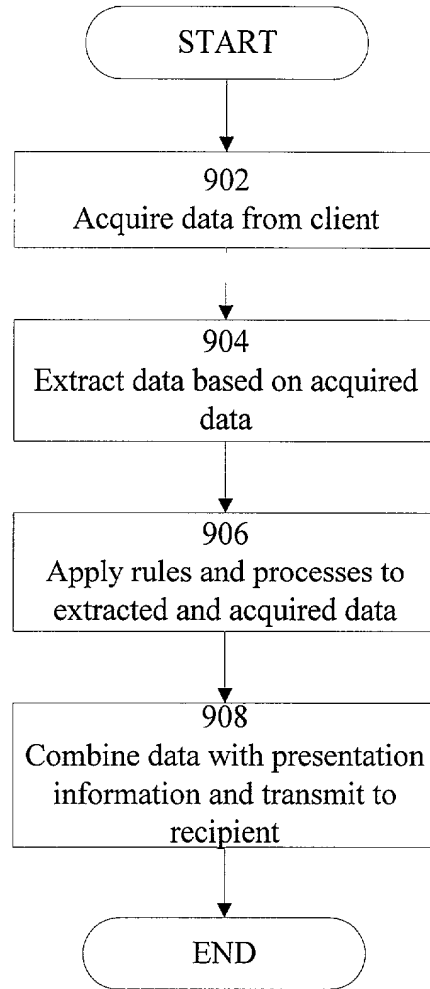 START
902
Acquire data from client
904
Extract data based on acquired
data
906
Apply rules and processes to
extracted and acquired data
908
Combine data with presentation
information and transmit to
recipient
END